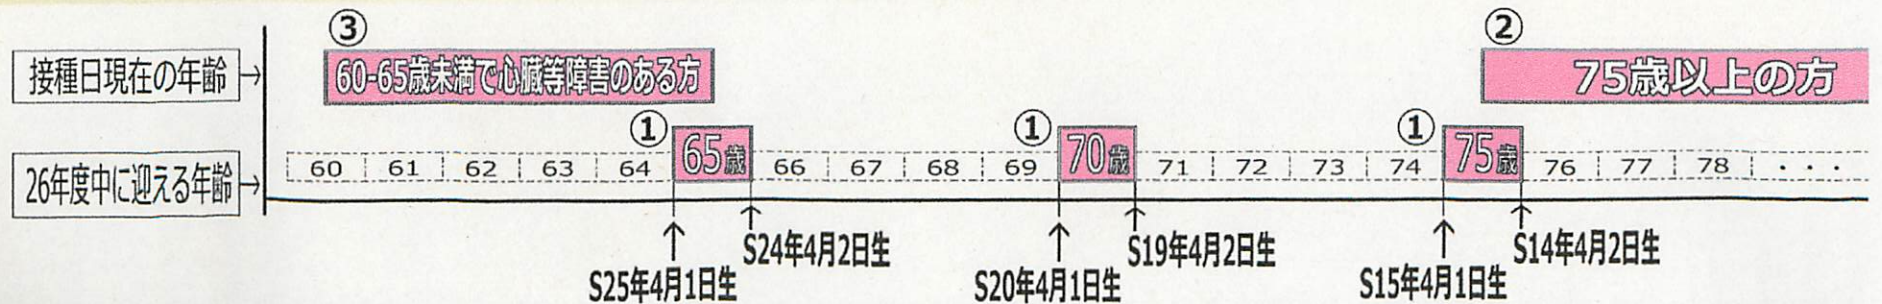 ③
②
接種日現在の年齢→
60-65歳未満で心臓等障害のある方
75歳以上の方
① ① ①
26年度中に迎える年齢→
60 61 62 63 64 65歳 66 67 68 69 70歳 71 72 73 74 75歳 76 77 78 ・・・
S24年4月2日生
S19年4月2日生
S14年4月2日生
S25年4月1日生
S20年4月1日生
S15年4月1日生